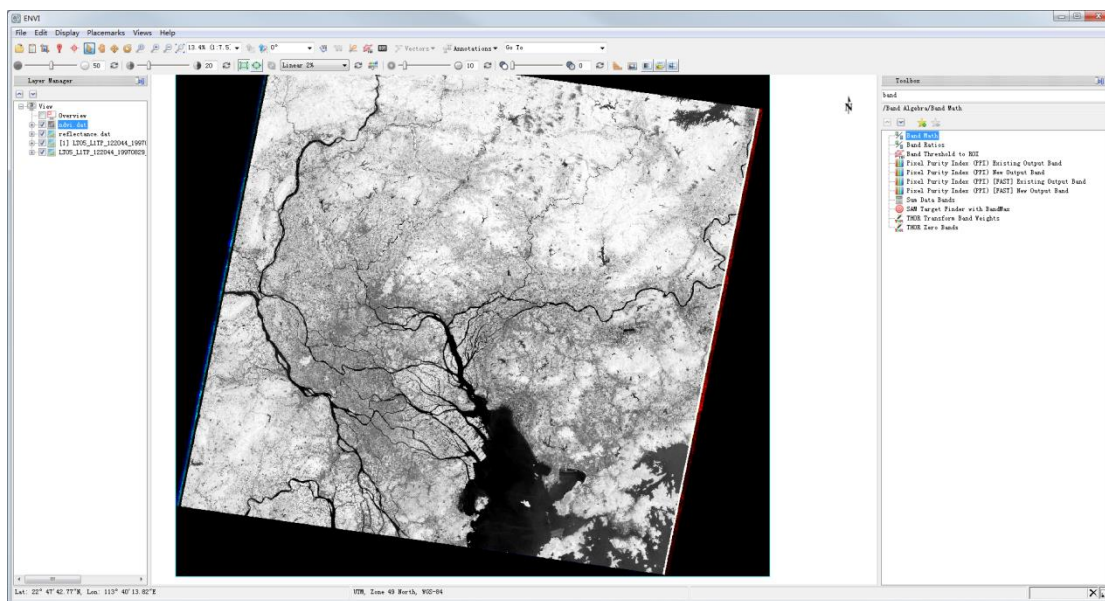 ENVI
File Edit Display Placemarks Views Help
13.4% (1:7.5. 0° Vectors Annotations Go To
50 20 Linear 2% 10 0
Layer Manager
Toolbox
View
Overview
ndvi.dat
reflectance.dat
[1] LT05_L1TP_122044_1997(
LT05_L1TP_122044_19970829_
band
/Band Algebra/Band Math
Band Math
Band Ratios
Band Threshold to ROI
Pixel Purity Index (PPI) Existing Output Band
Pixel Purity Index (PPI) New Output Band
Pixel Purity Index (PPI) [FAST] Existing Output Band
Pixel Purity Index (PPI) [FAST] New Output Band
Sum Data Bands
SAM Target Finder with BandMax
THOR Transform Band Weights
THOR Zero Bands
N
Lat: 22° 47′42.77″N, Lon: 113° 40′13.82″E
UTM, Zone 49 North, WGS-84